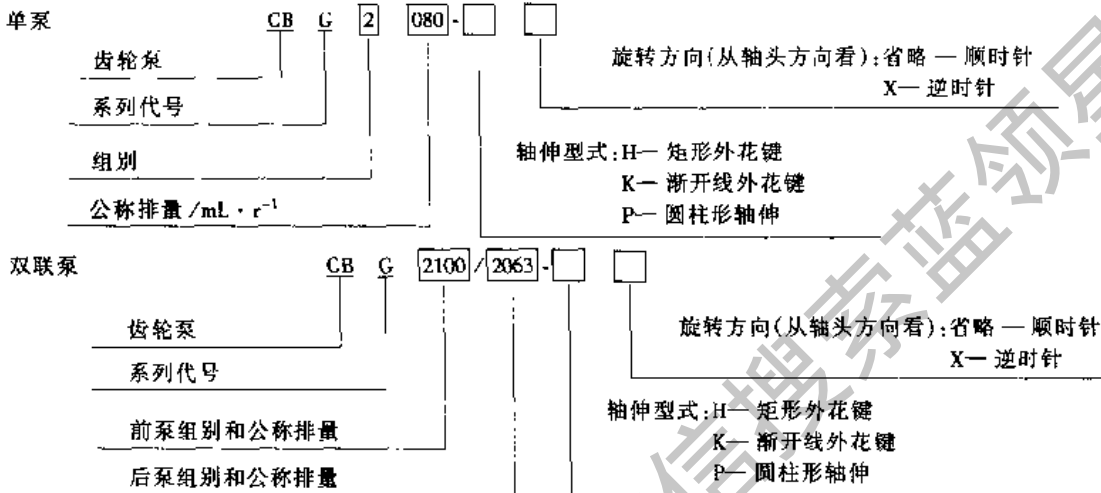 单泵 CB G 2 080 -
齿轮泵
旋转方向(从轴头方向看):省略 — 顺时针
X— 逆时针
系列代号
组别
轴伸型式:H— 矩形外花键
K— 渐开线外花键
P— 圆柱形轴伸
公称排量 /mL · r⁻¹
双联泵 CB G 2100 / 2063 -
齿轮泵
旋转方向(从轴头方向看):省略 — 顺时针
X— 逆时针
系列代号
轴伸型式:H— 矩形外花键
K— 渐开线外花键
P— 圆柱形轴伸
前泵组别和公称排量
后泵组别和公称排量
信搜索蓝领星